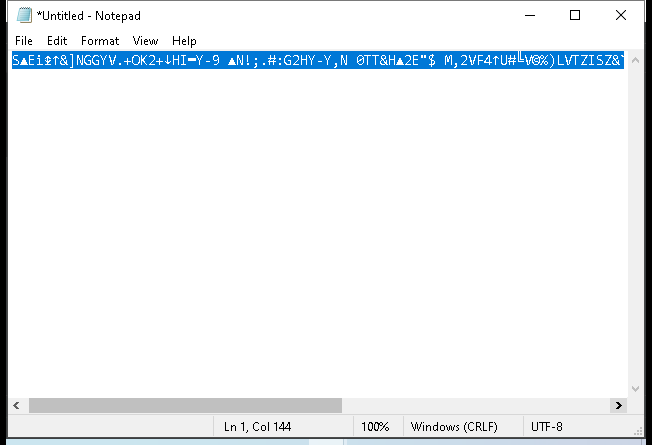 *Untitled - Notepad
File Edit Format View Help
S▲Ei⇭↑&]NGGYV.+OK2+↓HI━Y-9 ▲N!;.#:G2HY-Y,N 0TT&H▲2E"$ M,2VF4↑U#╚V@%)LVTZISZ&
Ln 1, Col 144 100% Windows (CRLF) UTF-8